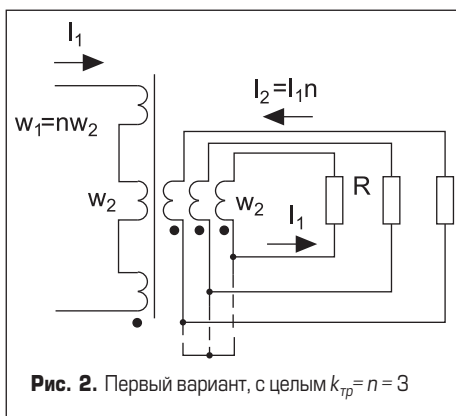 I₁
I₂=I₁n
w₁=nw₂
w₂
w₂
R
I₁
Рис. 2. Первый вариант, с целым kтр= n = 3